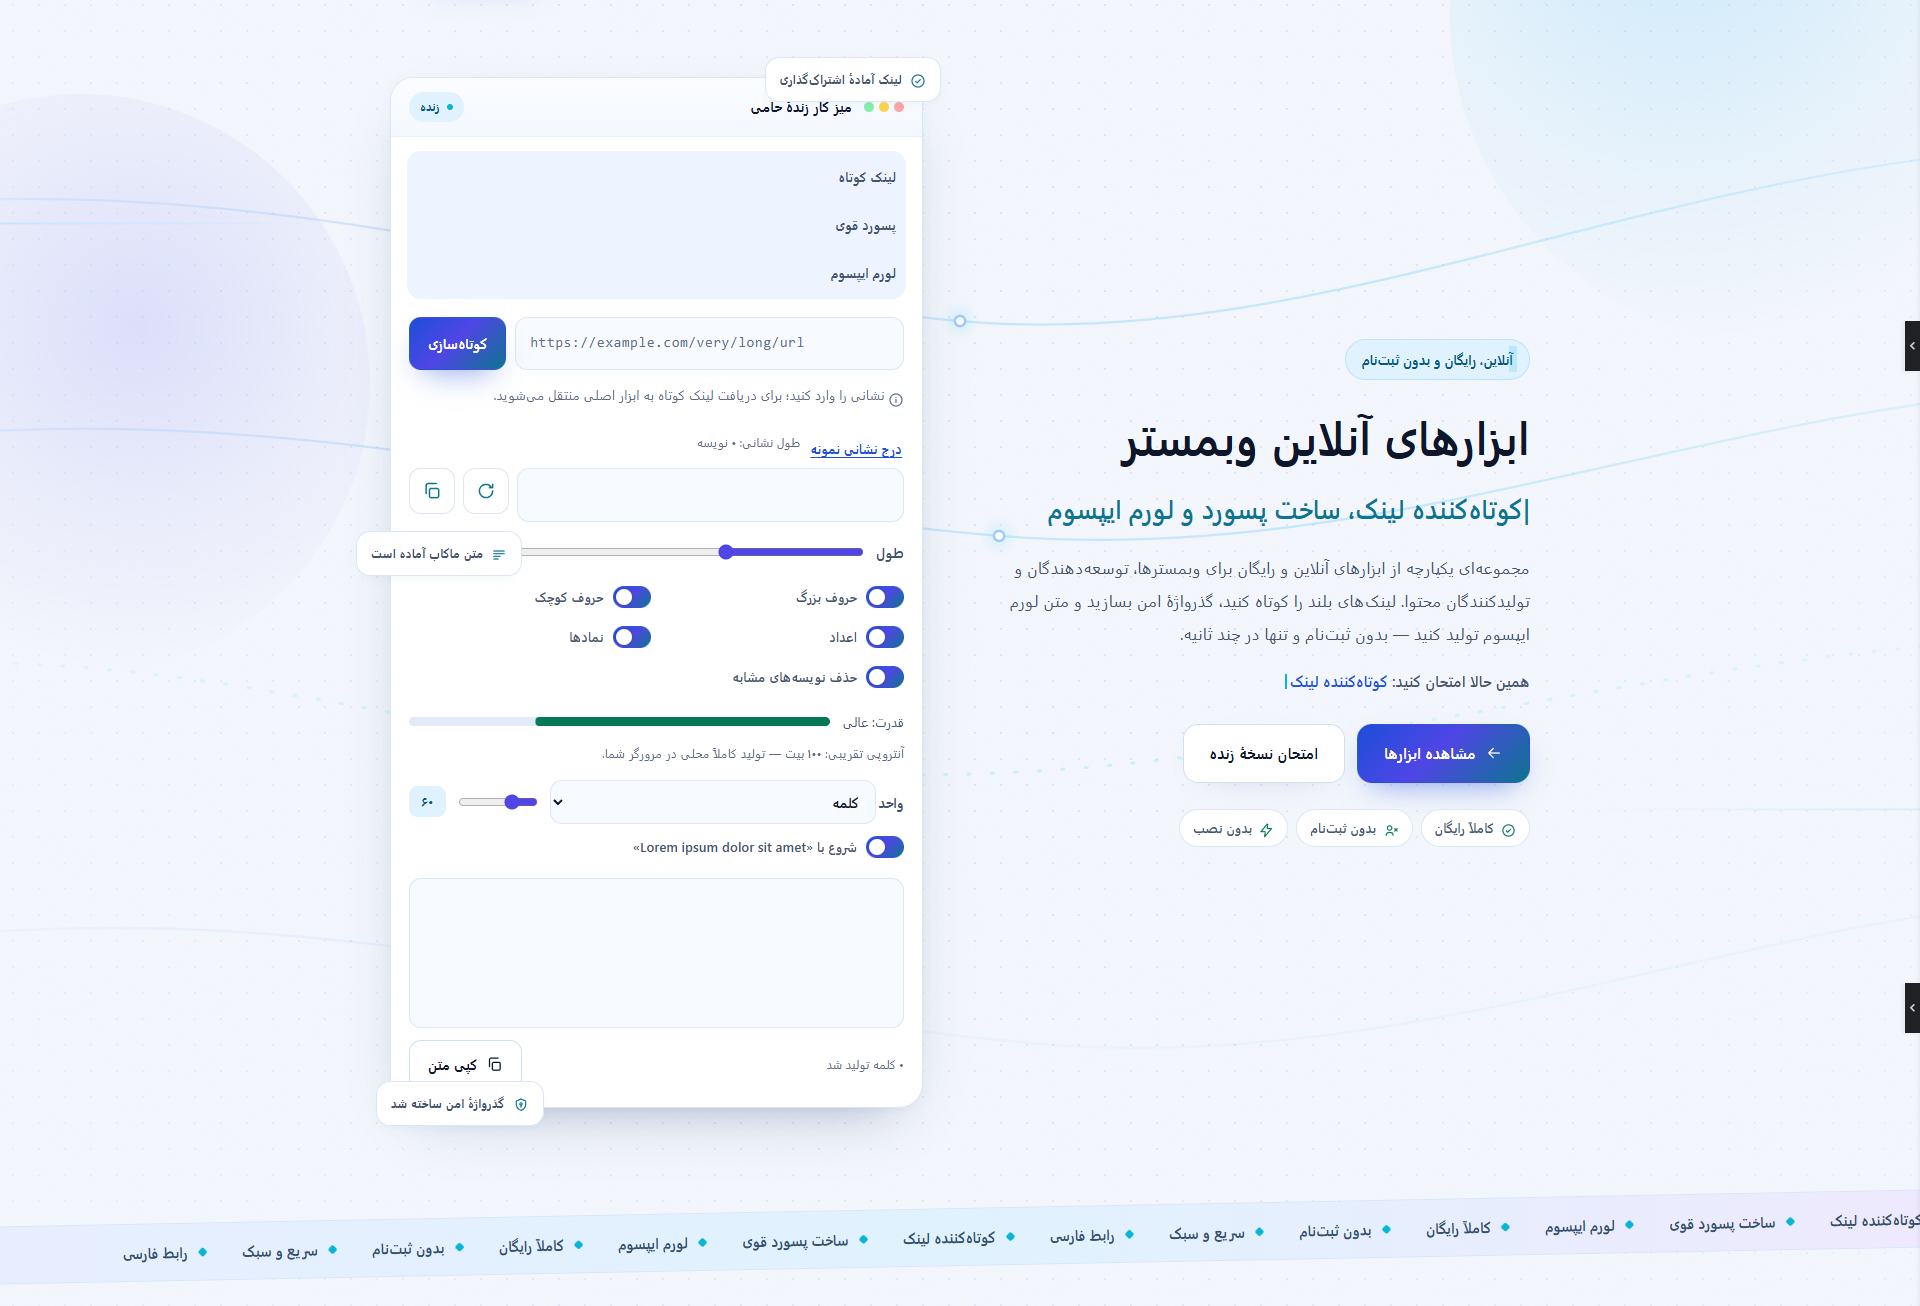 آنلاین، رایگان و بدون ثبت‌نام
ابزارهای آنلاین وبمستر
کوتاه‌کننده لینک، ساخت پسورد و لورم ایپسوم|
مجموعه‌ای یکپارچه از ابزارهای آنلاین و رایگان برای وبمسترها، توسعه‌دهندگان و
تولیدکنندگان محتوا. لینک‌های بلند را کوتاه کنید، گذرواژهٔ امن بسازید و متن لورم
ایپسوم تولید کنید — بدون ثبت‌نام و تنها در چند ثانیه.
همین حالا امتحان کنید: کوتاه‌کننده لینک|
مشاهده ابزارها
امتحان نسخهٔ زنده
کاملاً رایگان
بدون ثبت‌نام
بدون نصب
لینک آمادهٔ اشتراک‌گذاری
میز کار زندهٔ حامی
زنده
لینک کوتاه
پسورد قوی
لورم ایپسوم
https://example.com/very/long/url
کوتاه‌سازی
نشانی را وارد کنید؛ برای دریافت لینک کوتاه به ابزار اصلی منتقل می‌شوید.
درج نشانی نمونه
طول نشانی: ۰ نویسه
طول
متن ماکاپ آماده است
حروف بزرگ
حروف کوچک
اعداد
نمادها
حذف نویسه‌های مشابه
قدرت: عالی
آنتروپی تقریبی: ۱۰۰ بیت — تولید کاملاً محلی در مرورگر شما.
واحد
کلمه
۶۰
شروع با «Lorem ipsum dolor sit amet»
۰ کلمه تولید شد
کپی متن
گذرواژهٔ امن ساخته شد
کوتاه‌کننده لینک
ساخت پسورد قوی
لورم ایپسوم
کاملاً رایگان
بدون ثبت‌نام
سریع و سبک
رابط فارسی
کوتاه‌کننده لینک
ساخت پسورد قوی
لورم ایپسوم
کاملاً رایگان
بدون ثبت‌نام
سریع و سبک
رابط فارسی